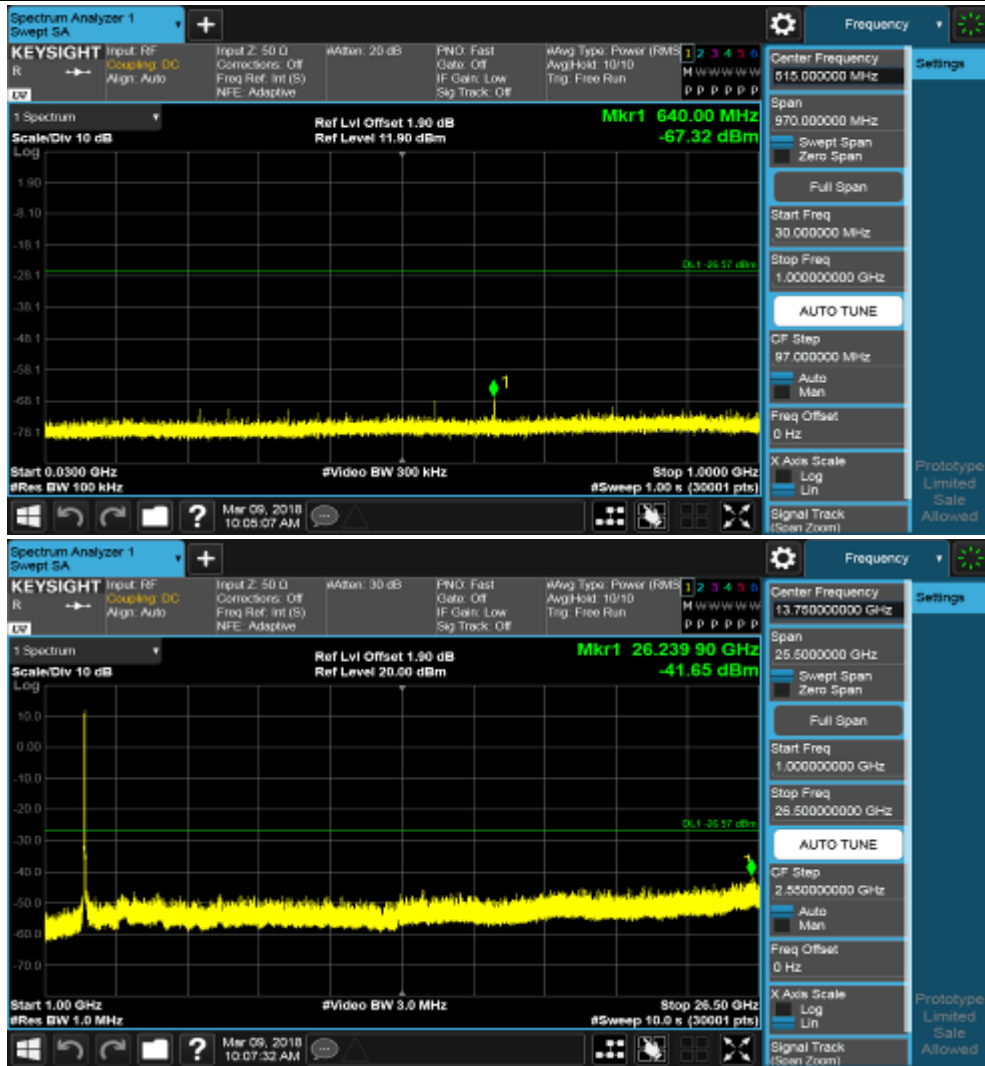 Spectrum Analyzer 1
Swept SA
Frequency
KEYSIGHT Input: RF Input Z: 50 Ω #Atten: 20 dB PNO: Fast #Avg Type: Power (RMS 1 2 3 4 5 6
R Coupling: DC Corrections: Off Gate: Off Avg|Hold: 10/10 M W W W W W
Align: Auto Freq Ref: Int (S) IF Gain: Low Trig: Free Run
NFE: Adaptive Sig Track: Off P P P P P P
Center Frequency
515.000000 MHz
Settings
1 Spectrum
Scale/Div 10 dB
Ref Lvl Offset 1.90 dB
Ref Level 11.90 dBm
Mkr1 640.00 MHz
-67.32 dBm
Log
1.90
-8.10
-18.1
-28.1
-38.1
-48.1
-58.1
-68.1
-78.1
DL1 -26.57 dBm
1
Start 0.0300 GHz
#Res BW 100 kHz
#Video BW 300 kHz
Stop 1.0000 GHz
#Sweep 1.00 s (30001 pts)
Span
970.000000 MHz
Swept Span
Zero Span
Full Span
Start Freq
30.000000 MHz
Stop Freq
1.000000000 GHz
AUTO TUNE
CF Step
97.000000 MHz
Auto
Man
Freq Offset
0 Hz
X Axis Scale
Log
Lin
Signal Track
(Span Zoom)
Prototype
Limited
Sale
Allowed
?
Mar 09, 2018
10:05:07 AM
Spectrum Analyzer 1
Swept SA
Frequency
KEYSIGHT Input: RF Input Z: 50 Ω #Atten: 30 dB PNO: Fast #Avg Type: Power (RMS 1 2 3 4 5 6
R Coupling: DC Corrections: Off Gate: Off Avg|Hold: 10/10 M W W W W W
Align: Auto Freq Ref: Int (S) IF Gain: Low Trig: Free Run
NFE: Adaptive Sig Track: Off P P P P P P
Center Frequency
13.750000000 GHz
Settings
1 Spectrum
Scale/Div 10 dB
Ref Lvl Offset 1.90 dB
Ref Level 20.00 dBm
Mkr1 26.239 90 GHz
-41.65 dBm
Log
10.0
0.00
-10.0
-20.0
-30.0
-40.0
-50.0
-60.0
-70.0
DL1 -26.57 dBm
1
Start 1.00 GHz
#Res BW 1.0 MHz
#Video BW 3.0 MHz
Stop 26.50 GHz
#Sweep 10.0 s (30001 pts)
Span
25.5000000 GHz
Swept Span
Zero Span
Full Span
Start Freq
1.000000000 GHz
Stop Freq
26.500000000 GHz
AUTO TUNE
CF Step
2.550000000 GHz
Auto
Man
Freq Offset
0 Hz
X Axis Scale
Log
Lin
Signal Track
(Span Zoom)
Prototype
Limited
Sale
Allowed
?
Mar 09, 2018
10:07:32 AM